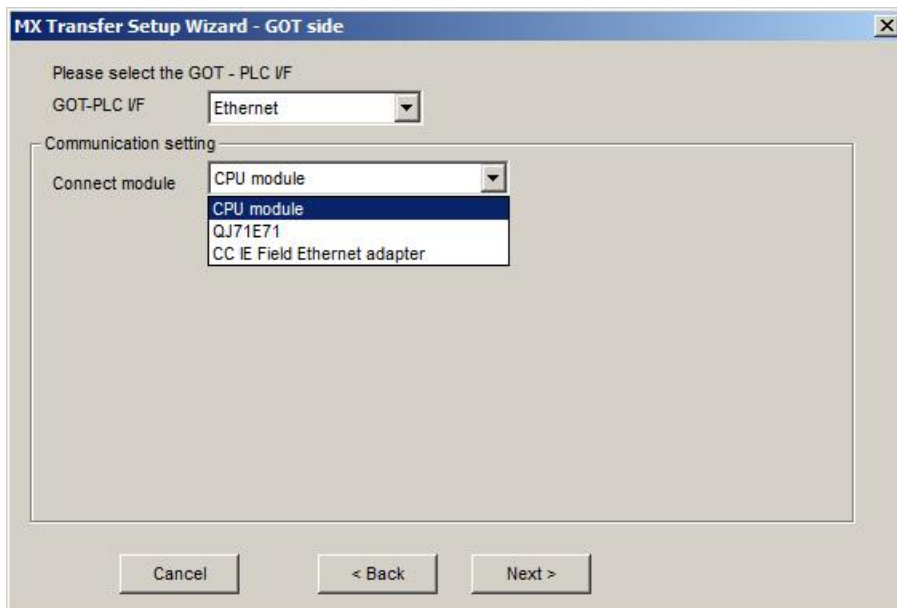 MX Transfer Setup Wizard - GOT side
Please select the GOT - PLC I/F
GOT-PLC I/F Ethernet
Communication setting
Connect module CPU module
CPU module
QJ71E71
CC IE Field Ethernet adapter
Cancel < Back Next >